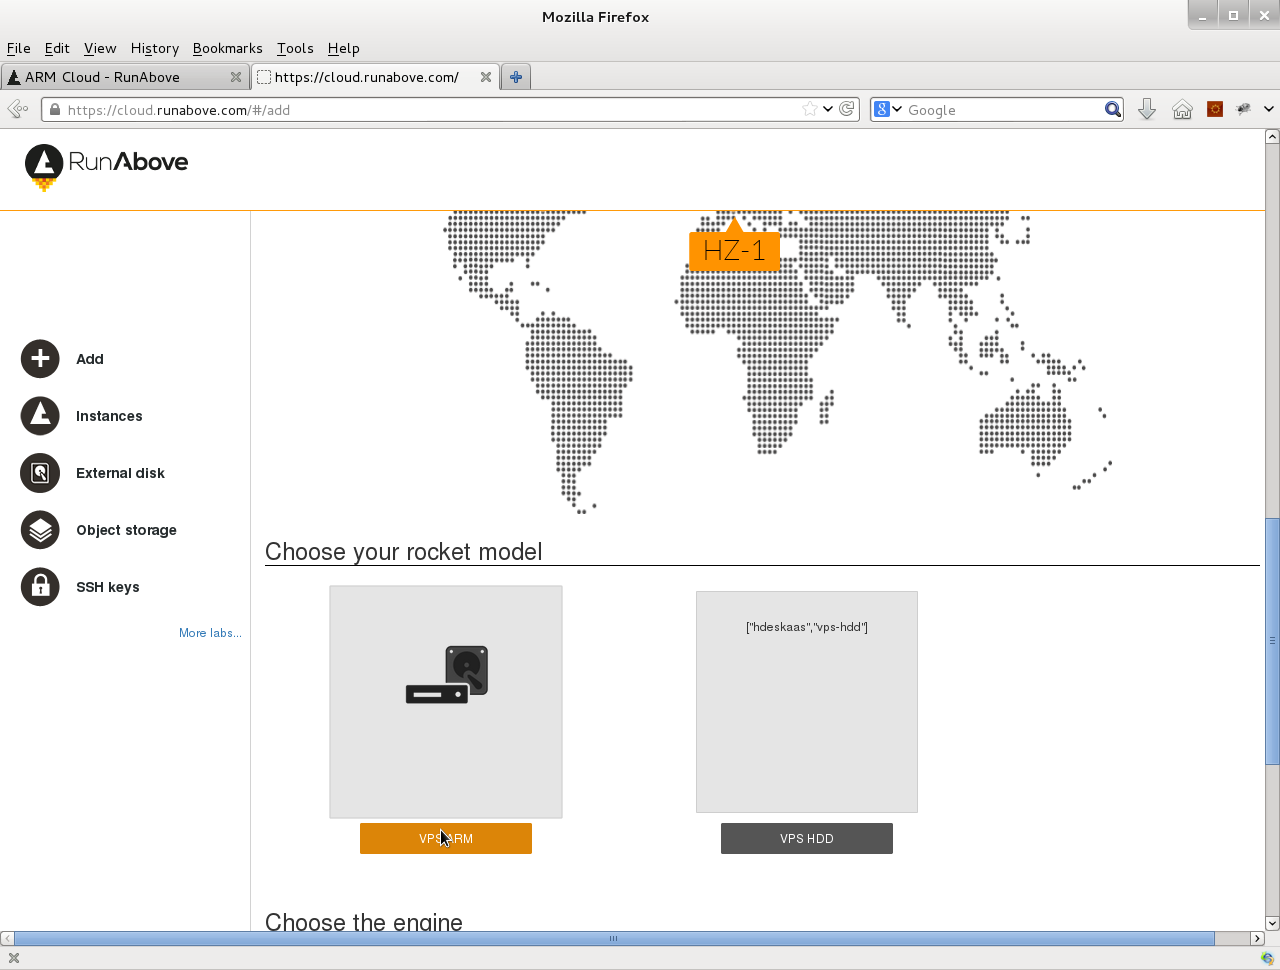 Mozilla Firefox
File Edit View History Bookmarks Tools Help
ARM Cloud - RunAbove
https://cloud.runabove.com/
https://cloud.runabove.com/#/add
Google
RunAbove
HZ-1
Add
Instances
External disk
Object storage
SSH keys
More labs...
Choose your rocket model
["hdeskaas","vps-hdd"]
VPS ARM
VPS HDD
Choose the engine